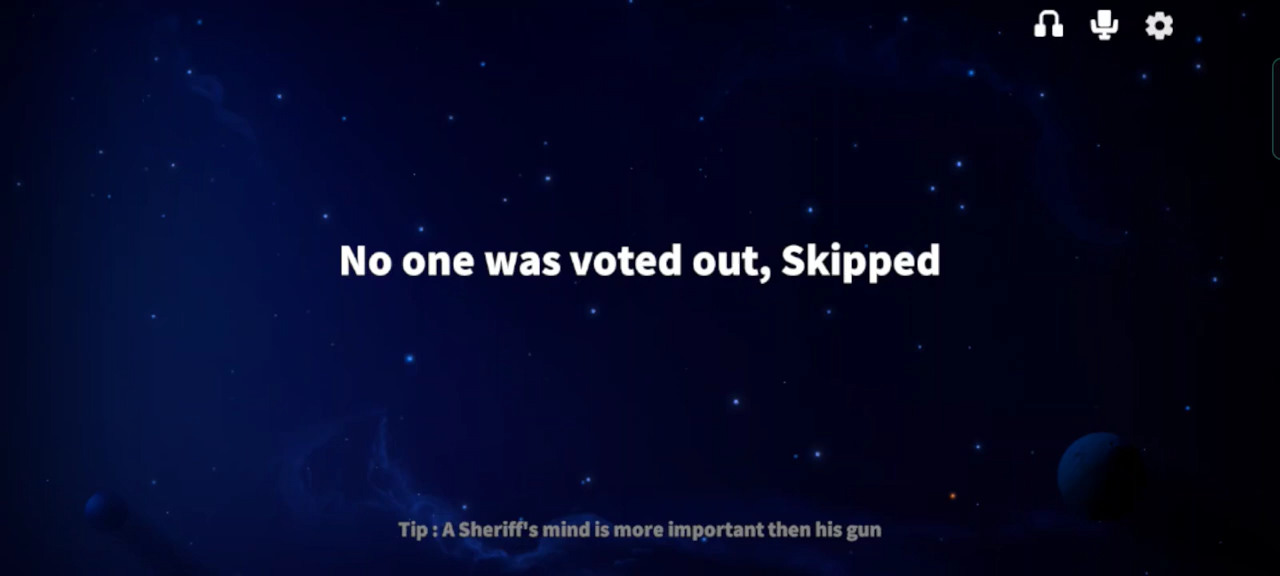 No one was voted out, Skipped
Tip : A Sheriff's mind is more important then his gun